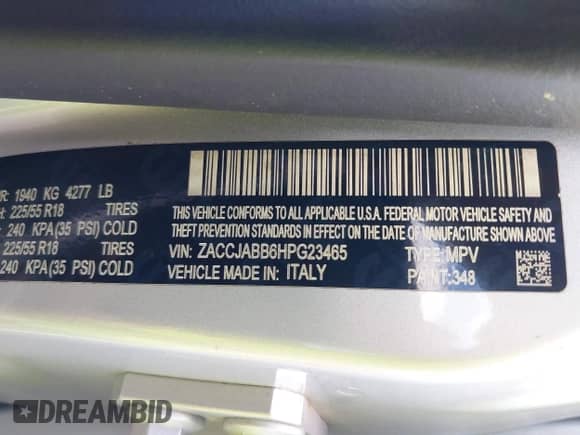 R: 1940 KG 4277 LB
: 225/55 R18 TIRES
240 KPA(35 PSI) COLD
225/55 R18 TIRES
240 KPA(35 PSI) COLD
THIS VEHICLE CONFORMS TO ALL APPLICABLE U.S.A. FEDERAL MOTOR VEHICLE SAFETY AND
THEFT PREVENTION STANDARDS IN EFFECT ON THE DATE OF MANUFACTURE SHOWN ABOVE.
VIN: ZACCJABB6HPG23465 TYPE:MPV
VEHICLE MADE IN: ITALY PAINT:348
DREAMBID